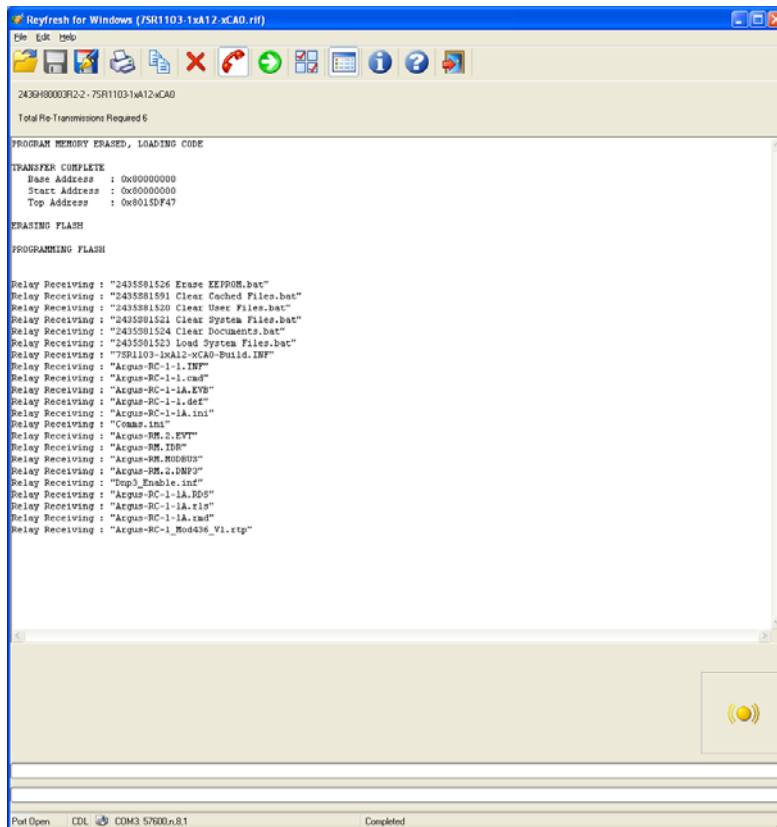 Reyfresh for Windows (7SR1103-1xA12-xCA0.rif)
File Edit Help
2436H80003R2-2 - 7SR1103-1xA12-xCA0
Total Re-Transmissions Required 6
PROGRAM MEMORY ERASED, LOADING CODE
TRANSFER COMPLETE
Base Address : 0x80000000
Start Address : 0x80000000
Top Address : 0x8015DF47
ERASING FLASH
PROGRAMMING FLASH
Relay Receiving : "2435S81526 Erase EEPROM.bat"
Relay Receiving : "2435S81591 Clear Cached Files.bat"
Relay Receiving : "2435S81520 Clear User Files.bat"
Relay Receiving : "2435S81521 Clear System Files.bat"
Relay Receiving : "2435S81524 Clear Documents.bat"
Relay Receiving : "2435S81523 Load System Files.bat"
Relay Receiving : "7SR1103-1xA12-xCA0-Build.INF"
Relay Receiving : "Argus-RC-1-1.INF"
Relay Receiving : "Argus-RC-1-1.cmd"
Relay Receiving : "Argus-RC-1-1A.EVB"
Relay Receiving : "Argus-RC-1-1.def"
Relay Receiving : "Argus-RC-1-1A.ini"
Relay Receiving : "Comms.ini"
Relay Receiving : "Argus-RM.2.EVT"
Relay Receiving : "Argus-RM.IDR"
Relay Receiving : "Argus-RM.MODBUS"
Relay Receiving : "Argus-RM.2.DNP3"
Relay Receiving : "Dnp3_Enable.inf"
Relay Receiving : "Argus-RC-1-1A.RDS"
Relay Receiving : "Argus-RC-1-1A.rls"
Relay Receiving : "Argus-RC-1-1A.rmd"
Relay Receiving : "Argus-RC-1_Mod436_V1.rtp"
Port Open CDL COM3: 57600,n,8,1 Completed